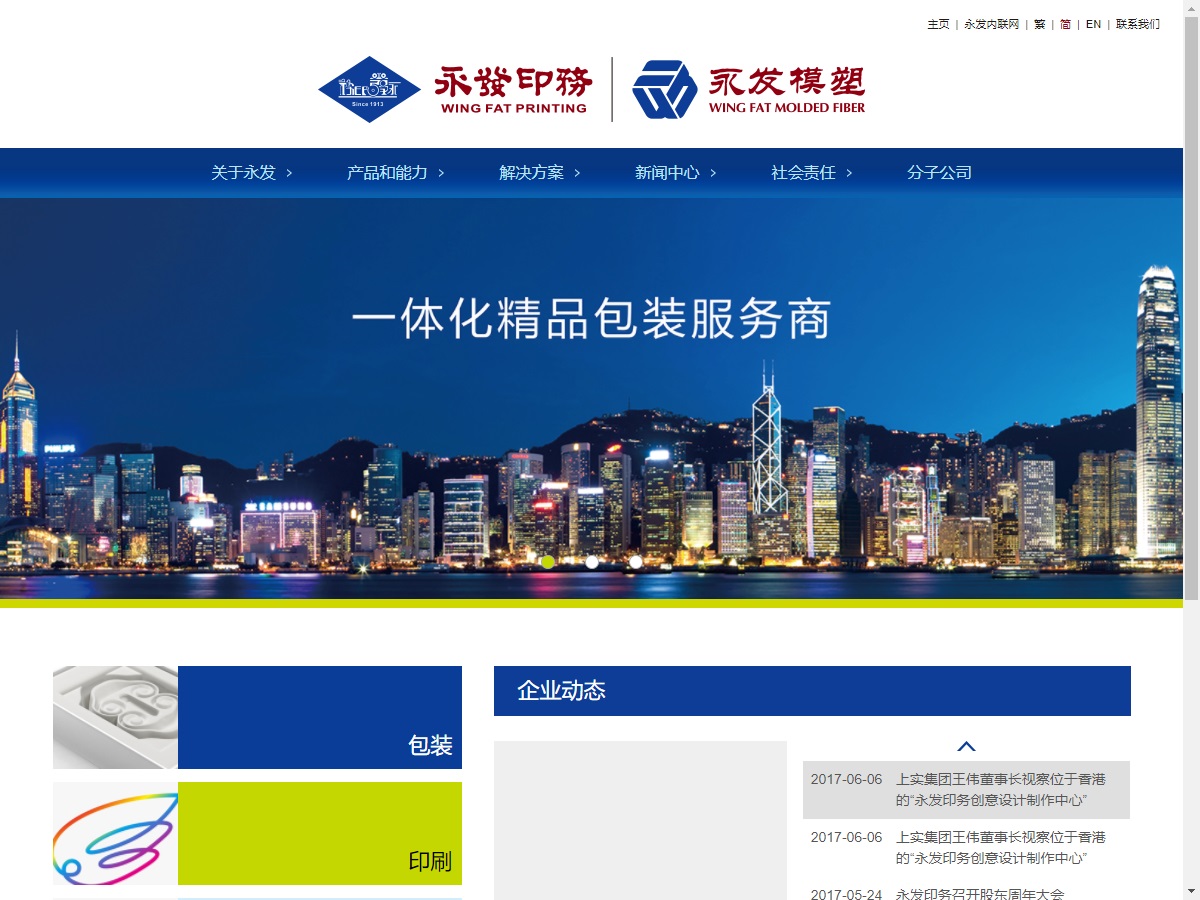 主页 | 永发内联网 | 繁 | 简 | EN | 联系我们
Since 1913
永發印務
WING FAT PRINTING
永发模塑
WING FAT MOLDED FIBER
关于永发 › 产品和能力 › 解决方案 › 新闻中心 › 社会责任 › 分子公司
一体化精品包装服务商
PHILIPS
SAMSUNG
包装
印刷
企业动态
2017-06-06 上实集团王伟董事长视察位于香港
的“永发印务创意设计制作中心”
2017-06-06 上实集团王伟董事长视察位于香港
的“永发印务创意设计制作中心”
2017-05-24 永发印务召开股东周年大会